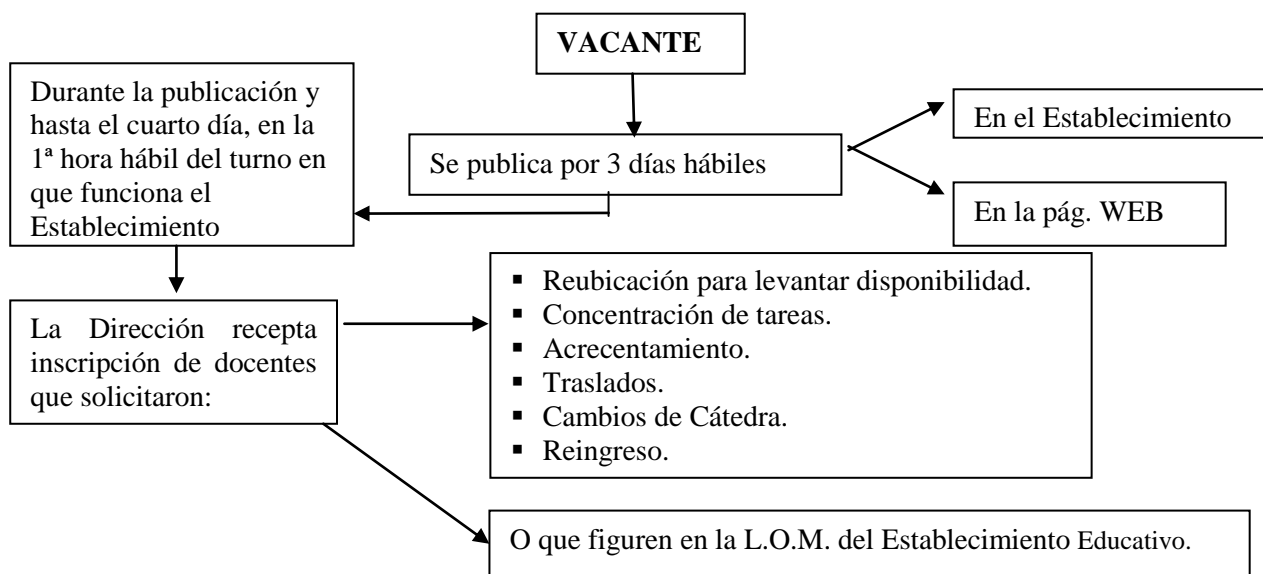 VACANTE
Durante la publicación y
hasta el cuarto día, en la
1ª hora hábil del turno en
que funciona el
Establecimiento
Se publica por 3 días hábiles
En el Establecimiento
En la pág. WEB
La Dirección recepta
inscripción de docentes
que solicitaron:
▪ Reubicación para levantar disponibilidad.
▪ Concentración de tareas.
▪ Acrecentamiento.
▪ Traslados.
▪ Cambios de Cátedra.
▪ Reingreso.
O que figuren en la L.O.M. del Establecimiento Educativo.